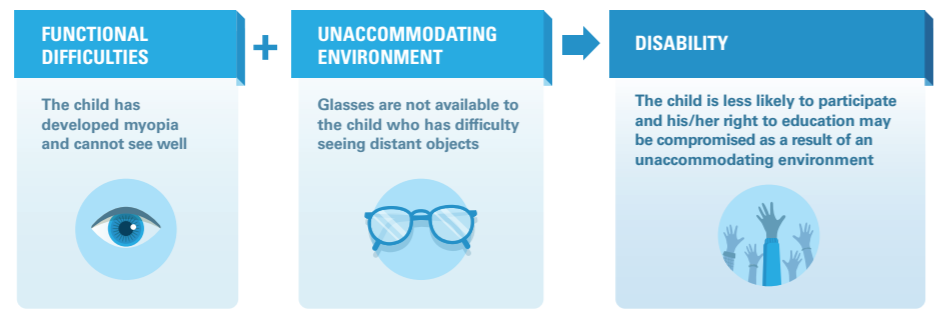 FUNCTIONAL
DIFFICULTIES
The child has
developed myopia
and cannot see well
+
UNACCOMMODATING
ENVIRONMENT
Glasses are not available to
the child who has difficulty
seeing distant objects
DISABILITY
The child is less likely to participate
and his/her right to education may
be compromised as a result of an
unaccommodating environment